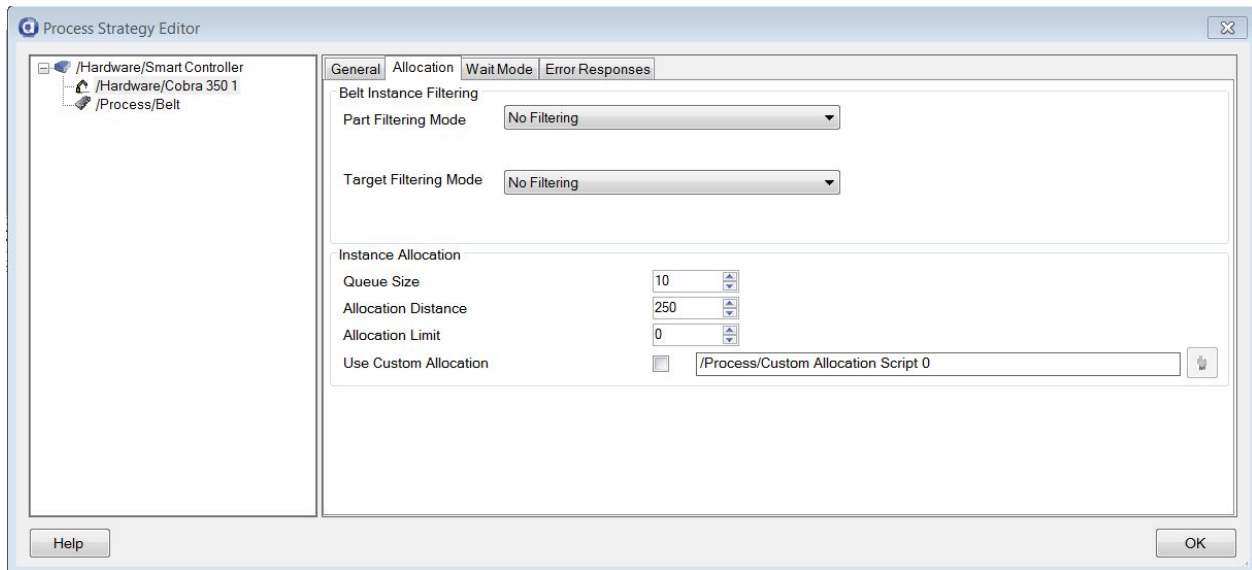 Process Strategy Editor
/Hardware/Smart Controller
/Hardware/Cobra 350 1
/Process/Belt
General Allocation Wait Mode Error Responses
Belt Instance Filtering
Part Filtering Mode No Filtering
Target Filtering Mode No Filtering
Instance Allocation
Queue Size 10
Allocation Distance 250
Allocation Limit 0
Use Custom Allocation /Process/Custom Allocation Script 0
Help OK